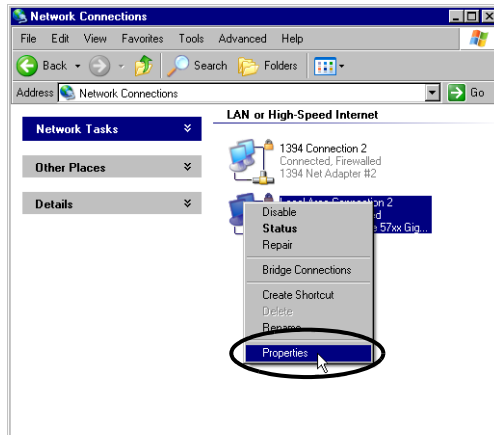 Network Connections
File Edit View Favorites Tools Advanced Help
Back Search Folders
Address Network Connections Go
Network Tasks
Other Places
Details
LAN or High-Speed Internet
1394 Connection 2
Connected, Firewalled
1394 Net Adapter #2
Local Area Connection 2
57xx Gig...
Disable
Status
Repair
Bridge Connections
Create Shortcut
Delete
Rename
Properties